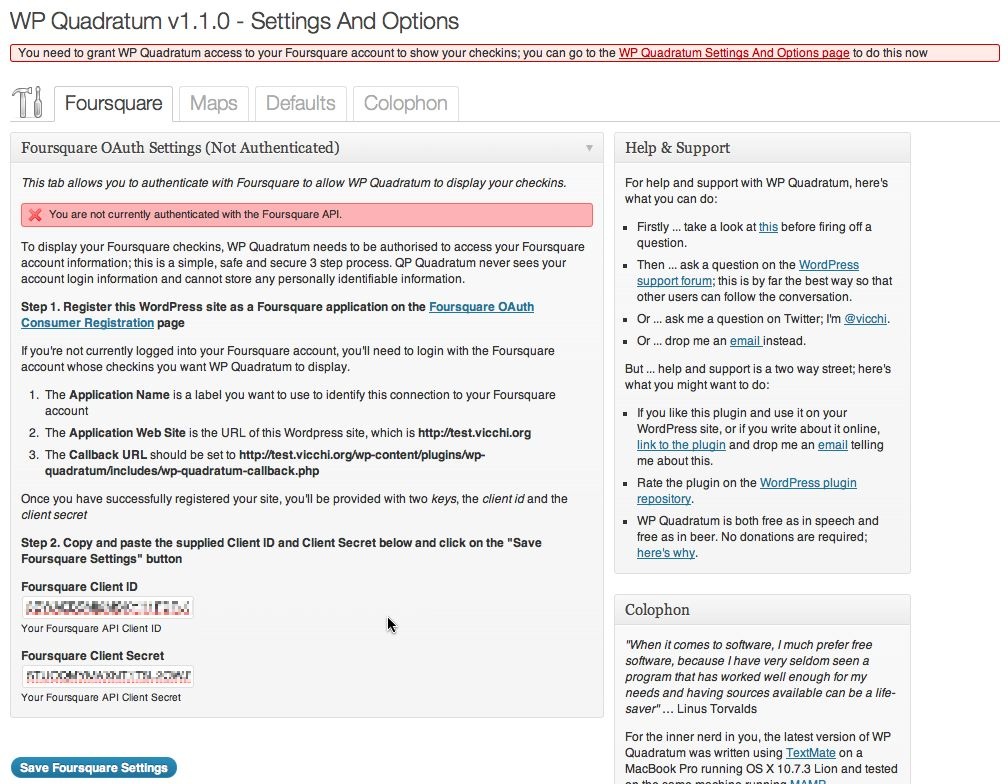 WP Quadratum v1.1.0 - Settings And Options
You need to grant WP Quadratum access to your Foursquare account to show your checkins; you can go to the WP Quadratum Settings And Options page to do this now
Foursquare
Maps
Defaults
Colophon
Foursquare OAuth Settings (Not Authenticated)
This tab allows you to authenticate with Foursquare to allow WP Quadratum to display your checkins.
You are not currently authenticated with the Foursquare API.
To display your Foursquare checkins, WP Quadratum needs to be authorised to access your Foursquare
account information; this is a simple, safe and secure 3 step process. QP Quadratum never sees your
account login information and cannot store any personally identifiable information.
Step 1. Register this WordPress site as a Foursquare application on the Foursquare OAuth
Consumer Registration page
If you're not currently logged into your Foursquare account, you'll need to login with the Foursquare
account whose checkins you want WP Quadratum to display.
1. The Application Name is a label you want to use to identify this connection to your Foursquare
account
2. The Application Web Site is the URL of this Wordpress site, which is http://test.vicchi.org
3. The Callback URL should be set to http://test.vicchi.org/wp-content/plugins/wp-
quadratum/includes/wp-quadratum-callback.php
Once you have successfully registered your site, you'll be provided with two keys, the client id and the
client secret
Step 2. Copy and paste the supplied Client ID and Client Secret below and click on the "Save
Foursquare Settings" button
Foursquare Client ID
Your Foursquare API Client ID
Foursquare Client Secret
Your Foursquare API Client Secret
Save Foursquare Settings
Help & Support
For help and support with WP Quadratum, here's
what you can do:
Firstly ... take a look at this before firing off a
question.
Then ... ask a question on the WordPress
support forum; this is by far the best way so that
other users can follow the conversation.
Or ... ask me a question on Twitter; I'm @vicchi.
Or ... drop me an email instead.
But ... help and support is a two way street; here's
what you might want to do:
If you like this plugin and use it on your
WordPress site, or if you write about it online,
link to the plugin and drop me an email telling
me about this.
Rate the plugin on the WordPress plugin
repository.
WP Quadratum is both free as in speech and
free as in beer. No donations are required;
here's why.
Colophon
"When it comes to software, I much prefer free
software, because I have very seldom seen a
program that has worked well enough for my
needs and having sources available can be a life-
saver" ... Linus Torvalds
For the inner nerd in you, the latest version of WP
Quadratum was written using TextMate on a
MacBook Pro running OS X 10.7.3 Lion and tested
on the same machine running MAMP